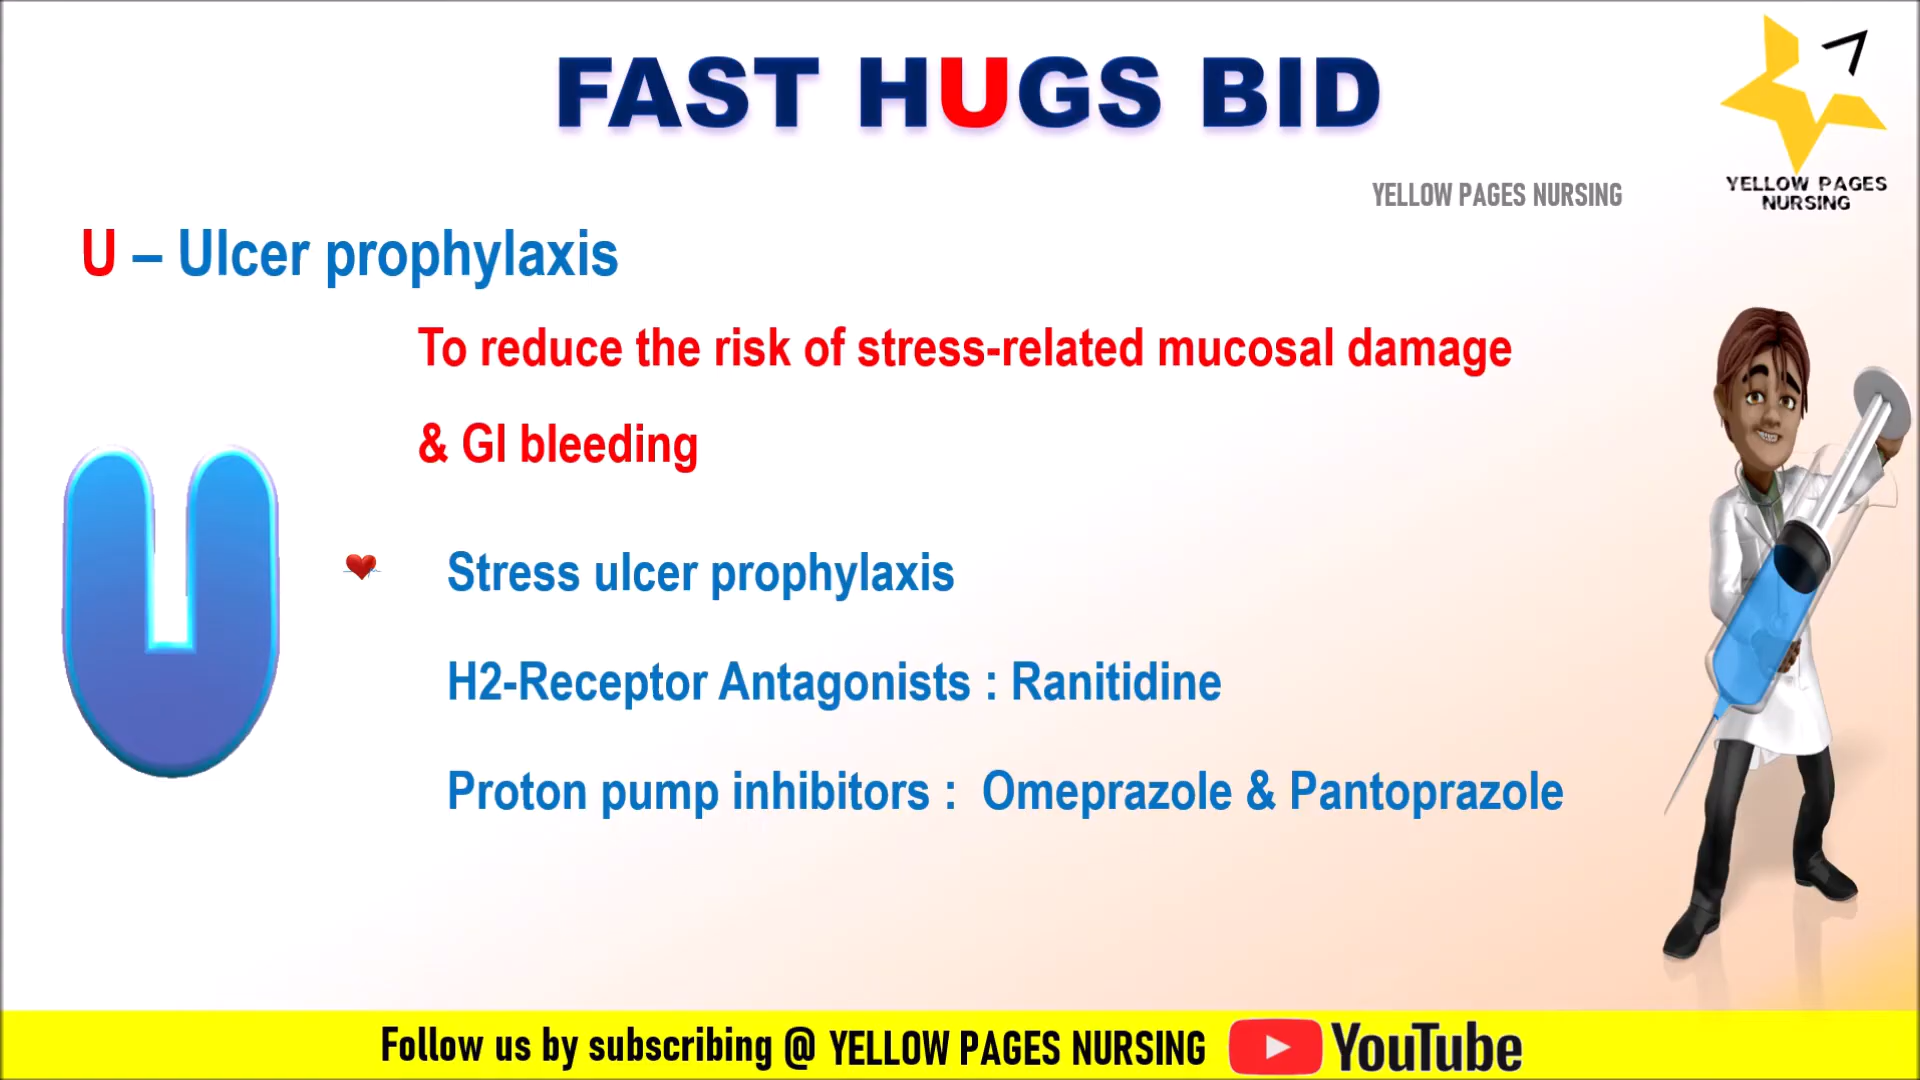 FAST HUGS BID
YELLOW PAGES NURSING
YELLOW PAGES
NURSING
U – Ulcer prophylaxis
To reduce the risk of stress-related mucosal damage
& GI bleeding
U
Stress ulcer prophylaxis
H2-Receptor Antagonists : Ranitidine
Proton pump inhibitors : Omeprazole & Pantoprazole
Follow us by subscribing @ YELLOW PAGES NURSING YouTube